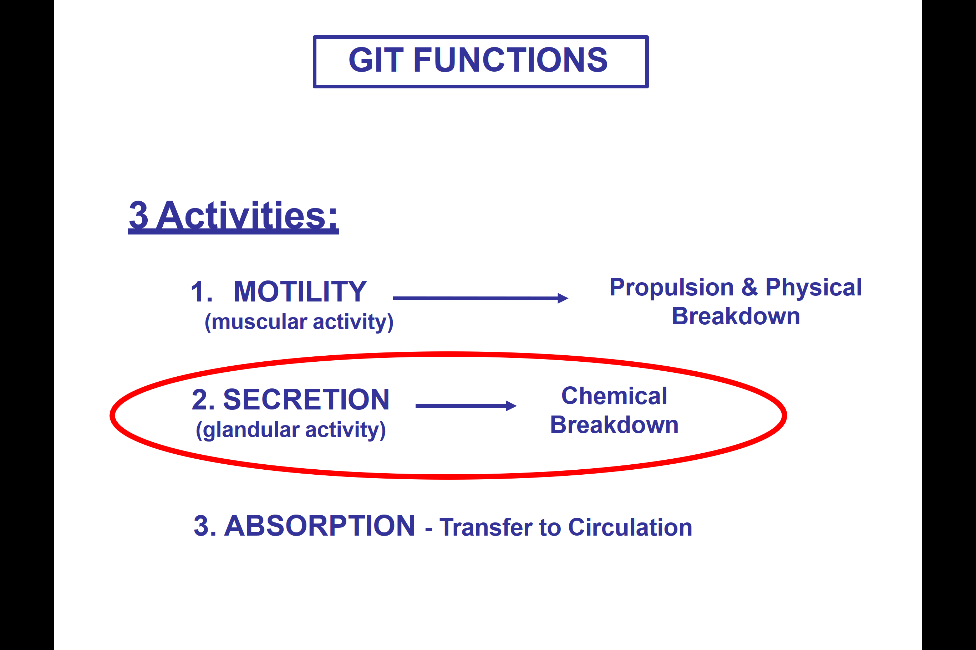 GIT FUNCTIONS
3 Activities:
1. MOTILITY
(muscular activity)
Propulsion & Physical
Breakdown
2. SECRETION
(glandular activity)
Chemical
Breakdown
3. ABSORPTION - Transfer to Circulation